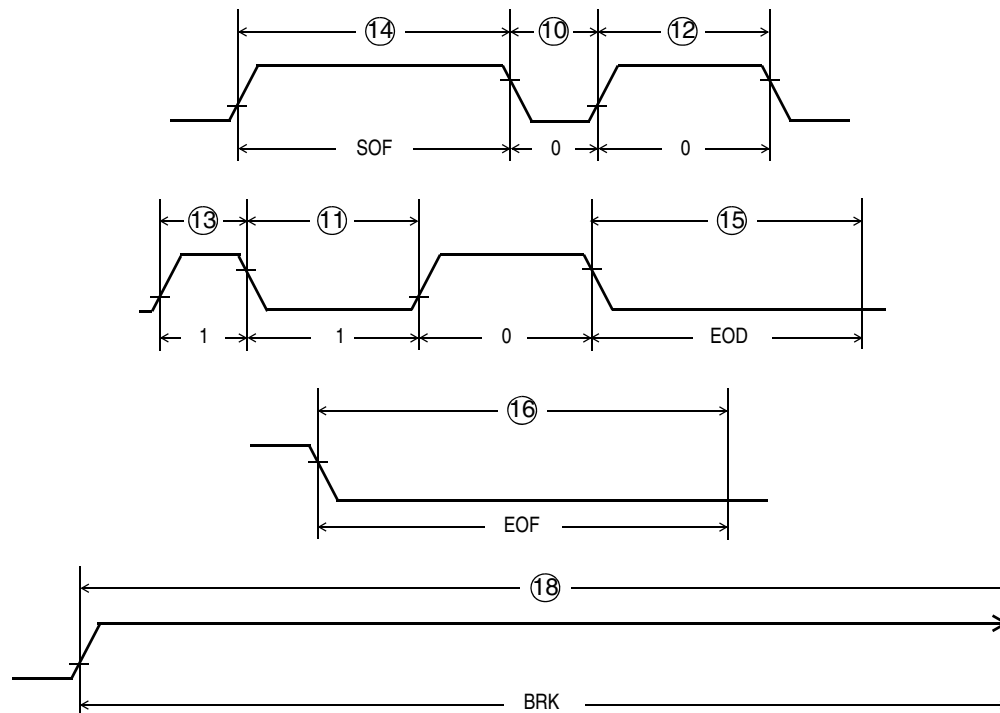 ⑭ ⑩ ⑫
SOF 0 0
⑬ ⑪ ⑮
1 1 0 EOD
⑯
EOF
⑱
BRK